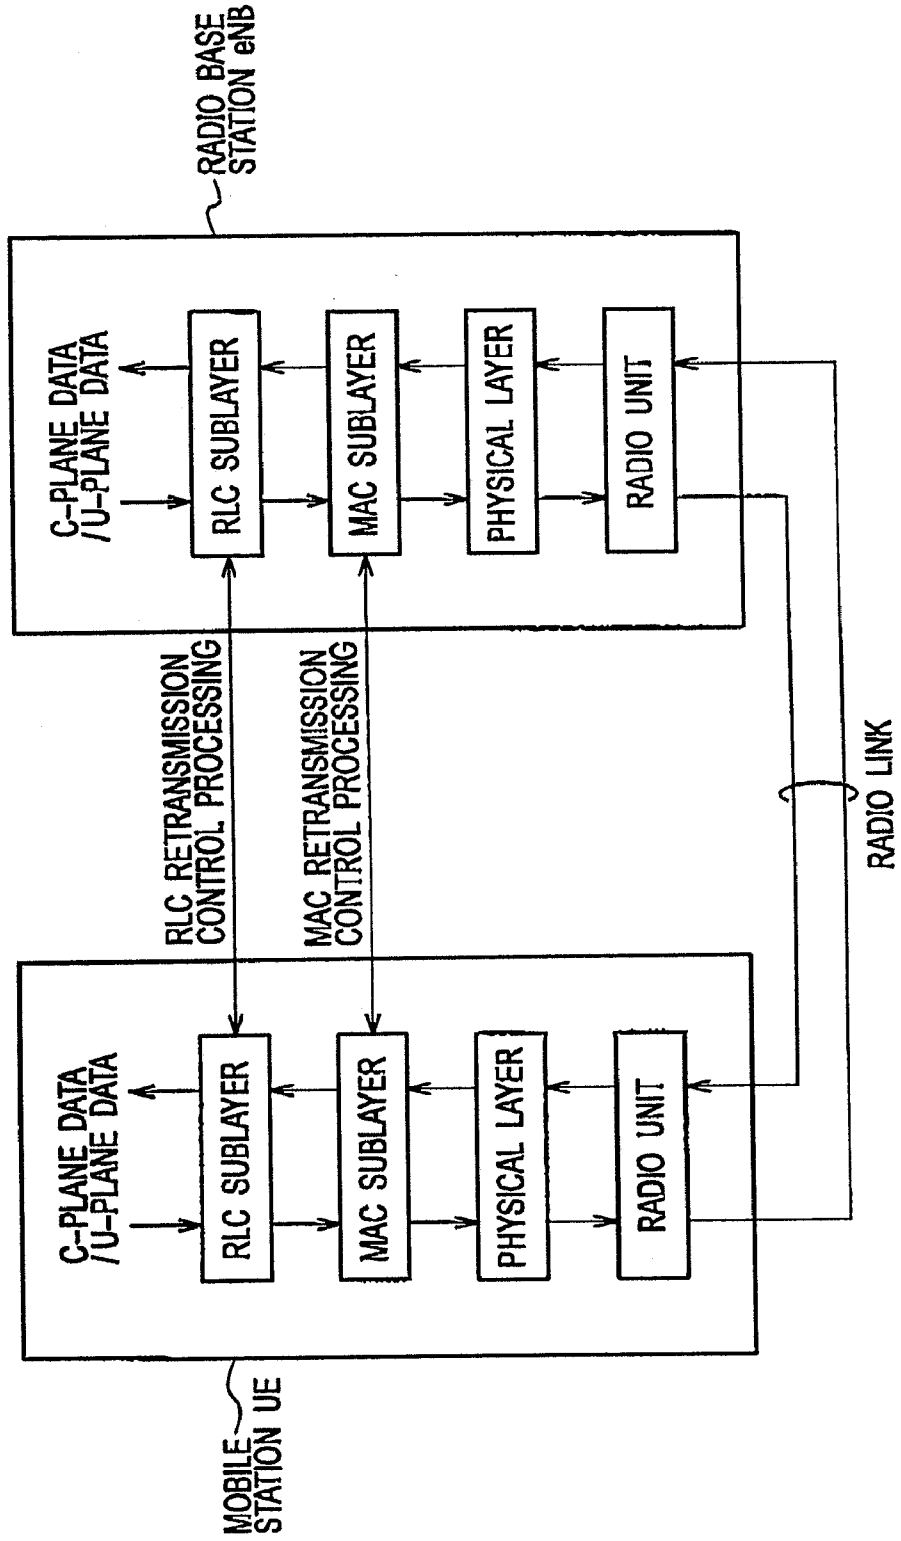 MOBILE
STATION UE
C-PLANE DATA
/U-PLANE DATA
RLC SUBLAYER
MAC SUBLAYER
PHYSICAL LAYER
RADIO UNIT
RLC RETRANSMISSION
CONTROL PROCESSING
MAC RETRANSMISSION
CONTROL PROCESSING
RADIO LINK
RADIO BASE
STATION eNB
C-PLANE DATA
/U-PLANE DATA
RLC SUBLAYER
MAC SUBLAYER
PHYSICAL LAYER
RADIO UNIT